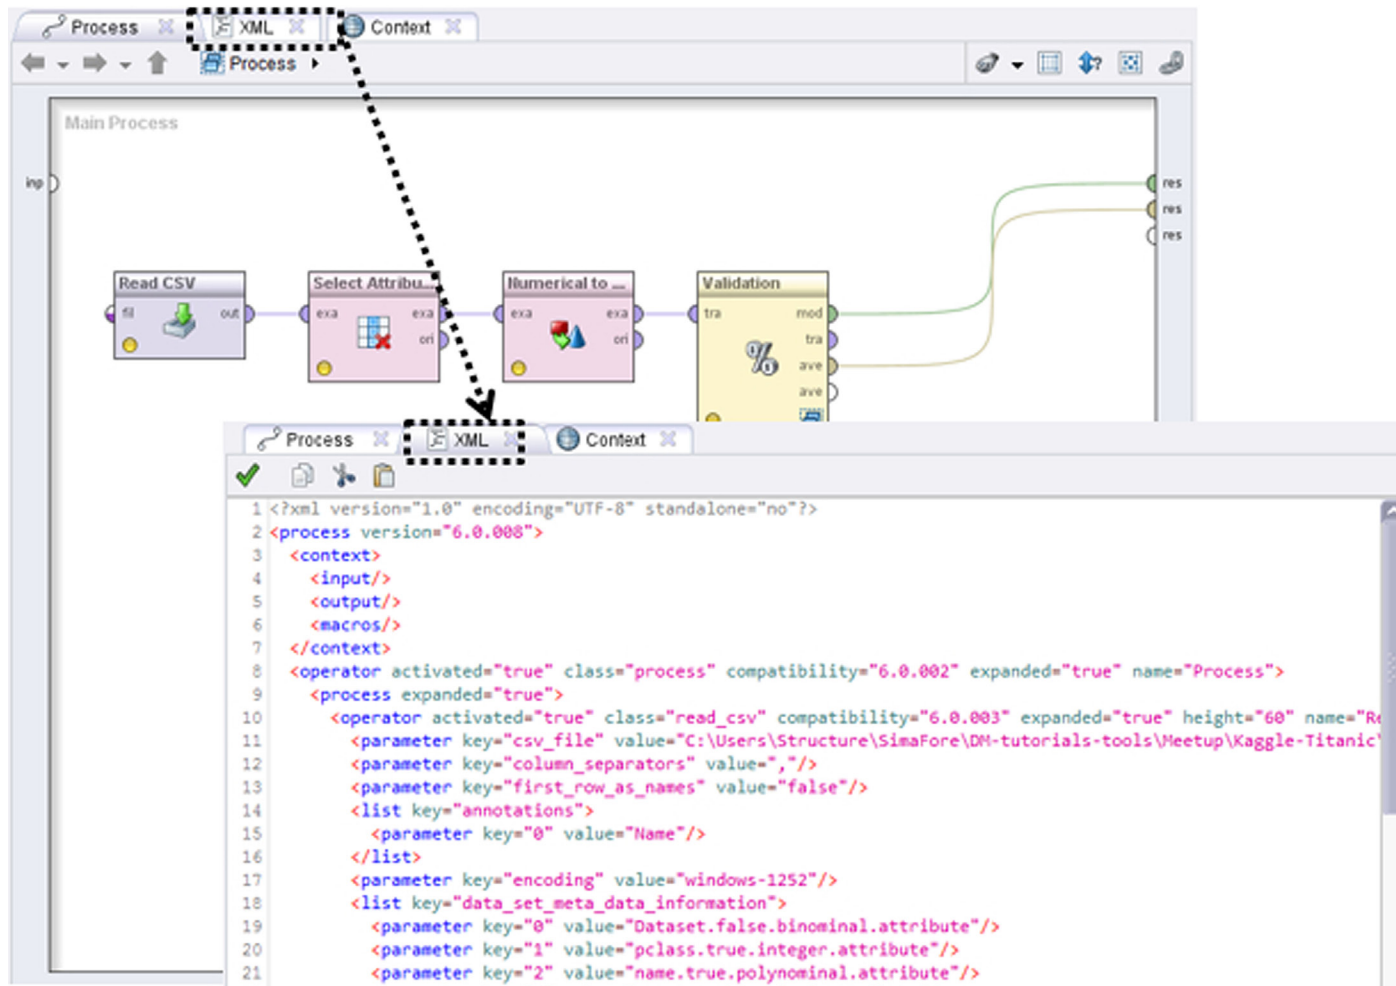 Process XML Context
Process
Main Process
inp
res
res
res
Read CSV
fil out
Select Attribu...
exa exa
ori
Numerical to ...
exa exa
ori
Validation
tra mod
tra
ave
ave
%
Process XML Context
1 <?xml version="1.0" encoding="UTF-8" standalone="no"?>
2 <process version="6.0.008">
3 <context>
4 <input/>
5 <output/>
6 <macros/>
7 </context>
8 <operator activated="true" class="process" compatibility="6.0.002" expanded="true" name="Process">
9 <process expanded="true">
10 <operator activated="true" class="read_csv" compatibility="6.0.003" expanded="true" height="60" name="Re
11 <parameter key="csv_file" value="C:\Users\Structure\SimaFore\DM-tutorials-tools\Meetup\Kaggle-Titanic\
12 <parameter key="column_separators" value=","/>
13 <parameter key="first_row_as_names" value="false"/>
14 <list key="annotations">
15 <parameter key="0" value="Name"/>
16 </list>
17 <parameter key="encoding" value="windows-1252"/>
18 <list key="data_set_meta_data_information">
19 <parameter key="0" value="Dataset.false.binominal.attribute"/>
20 <parameter key="1" value="pclass.true.integer.attribute"/>
21 <parameter key="2" value="name.true.polynominal.attribute"/>